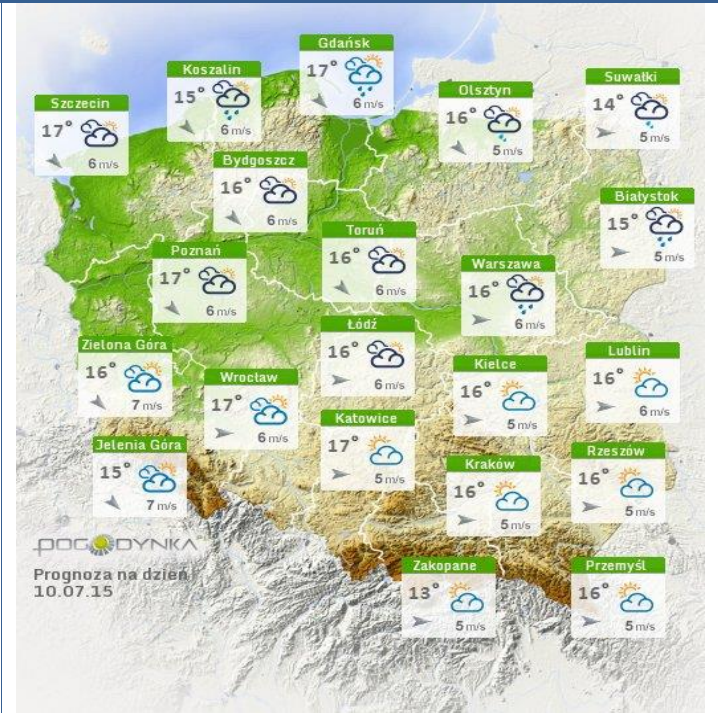 Gdańsk
17°
6 m/s
Koszalin
15°
6 m/s
Suwałki
14°
5 m/s
Olsztyn
16°
5 m/s
Szczecin
17°
6 m/s
Bydgoszcz
16°
6 m/s
Białystok
15°
5 m/s
Toruń
16°
6 m/s
Poznań
17°
6 m/s
Warszawa
16°
6 m/s
Łódź
16°
6 m/s
Zielona Góra
16°
7 m/s
Lublin
16°
6 m/s
Kielce
16°
5 m/s
Wrocław
17°
6 m/s
Katowice
17°
5 m/s
Jelenia Góra
15°
7 m/s
Rzeszów
16°
5 m/s
Kraków
16°
5 m/s
POGODYNKA
Prognoza na dzień
10.07.15
Zakopane
13°
5 m/s
Przemyśl
16°
5 m/s